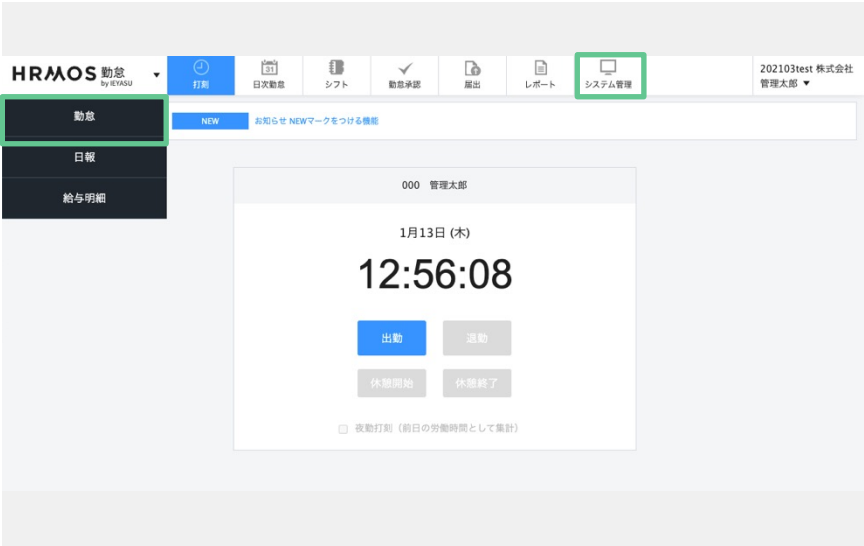 HRMOS 勤怠
by IEYASU
打刻
31
日次勤怠
シフト
勤怠承認
届出
レポート
システム管理
202103test 株式会社
管理太郎 ▼
勤怠
日報
給与明細
NEW お知らせ NEWマークをつける機能
000 管理太郎
1月13日 (木)
12:56:08
出勤 退勤
休憩開始 休憩終了
夜勤打刻（前日の労働時間として集計）